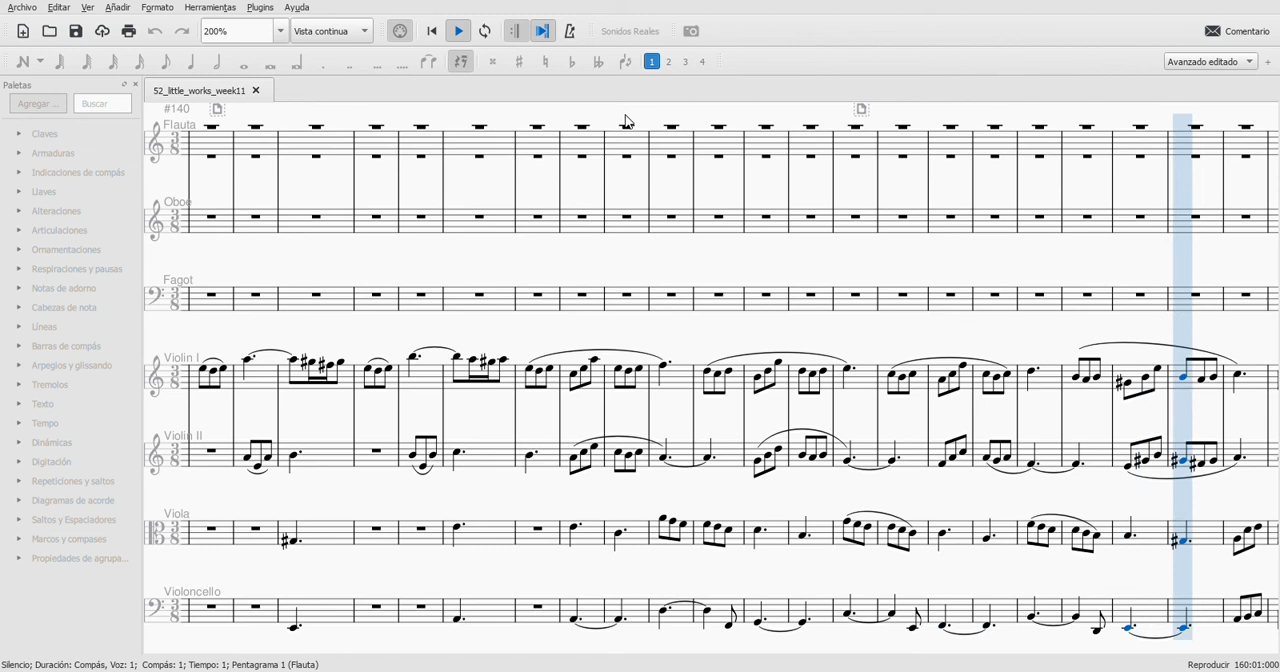 Archivo Editar Ver Añadir Formato Herramientas Plugins Ayuda
200% Vista continua Sonidos Reales Comentario
1 2 3 4 Avanzado editado +
Paletas
Agregar ... Buscar
Claves
Armaduras
Indicaciones de compás
Llaves
Alteraciones
Articulaciones
Ornamentaciones
Respiraciones y pausas
Notas de adorno
Cabezas de nota
Líneas
Barras de compás
Arpegios y glissando
Tremolos
Texto
Tempo
Dinámicas
Digitación
Repeticiones y saltos
Diagramas de acorde
Saltos y Espaciadores
Marcos y compases
Propiedades de agrupa...
52_little_works_week11
#140
Flauta
Oboe
Fagot
Violin I
Violin II
Viola
Violoncello
Silencio; Duración: Compás, Voz: 1; Compás: 1; Tiempo: 1; Pentagrama 1 (Flauta) Reproducir 160:01:000